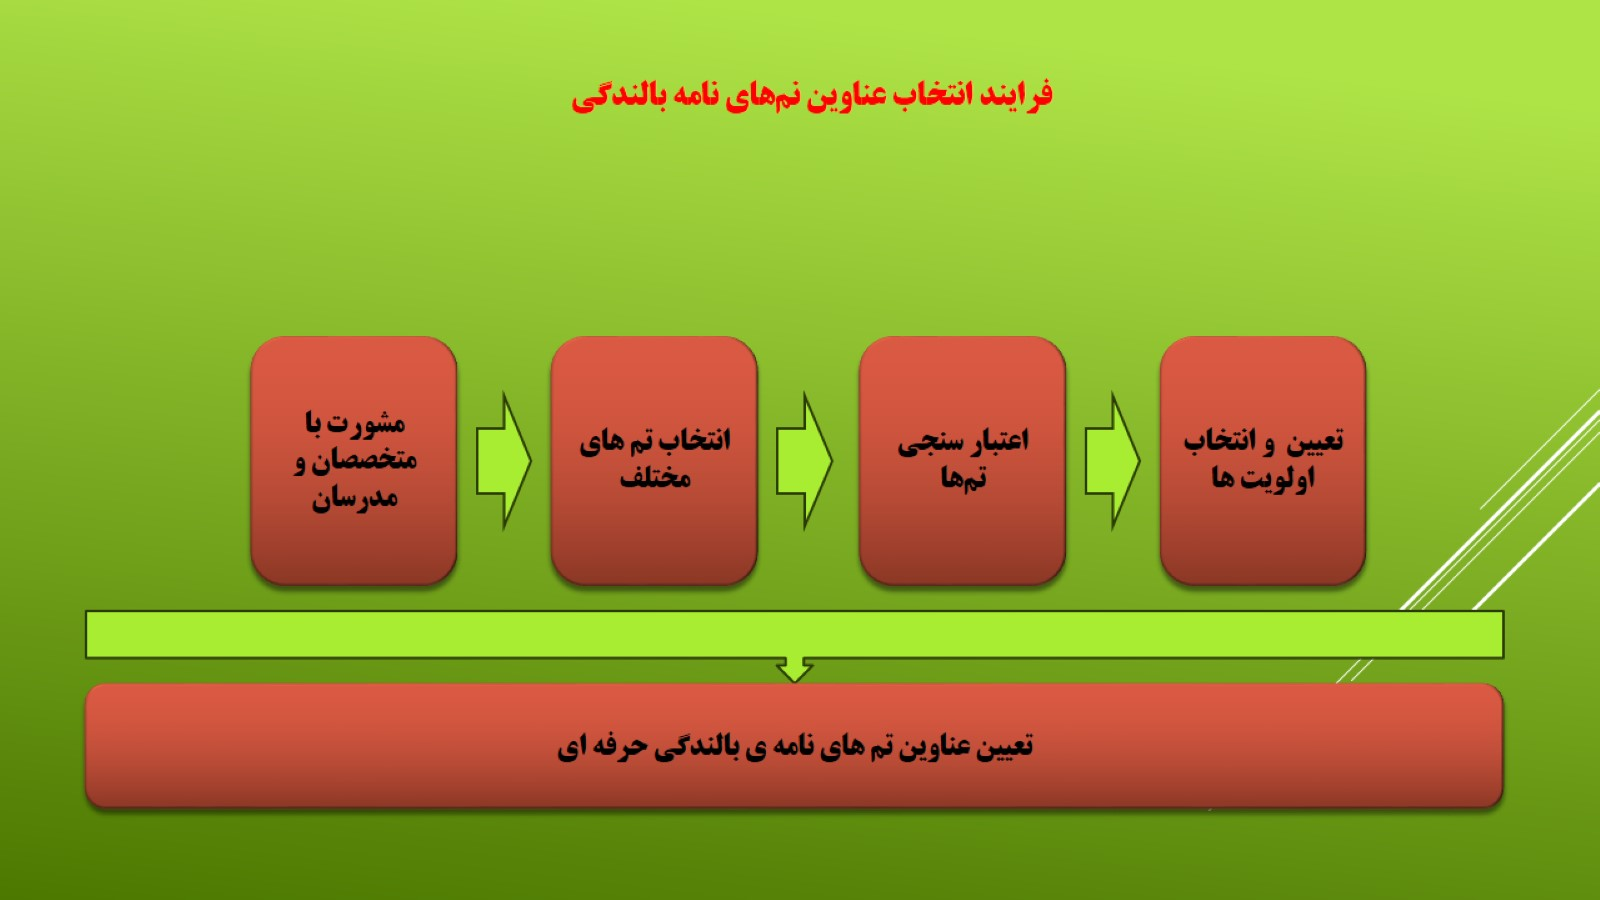 فرایند انتخاب عناوین نم‌های نامه بالندگی
مشورت با
متخصصان و
مدرسان
انتخاب تم های
مختلف
اعتبار سنجی
تم‌ها
تعیین و انتخاب
اولویت ها
تعیین عناوین تم های نامه ی بالندگی حرفه ای